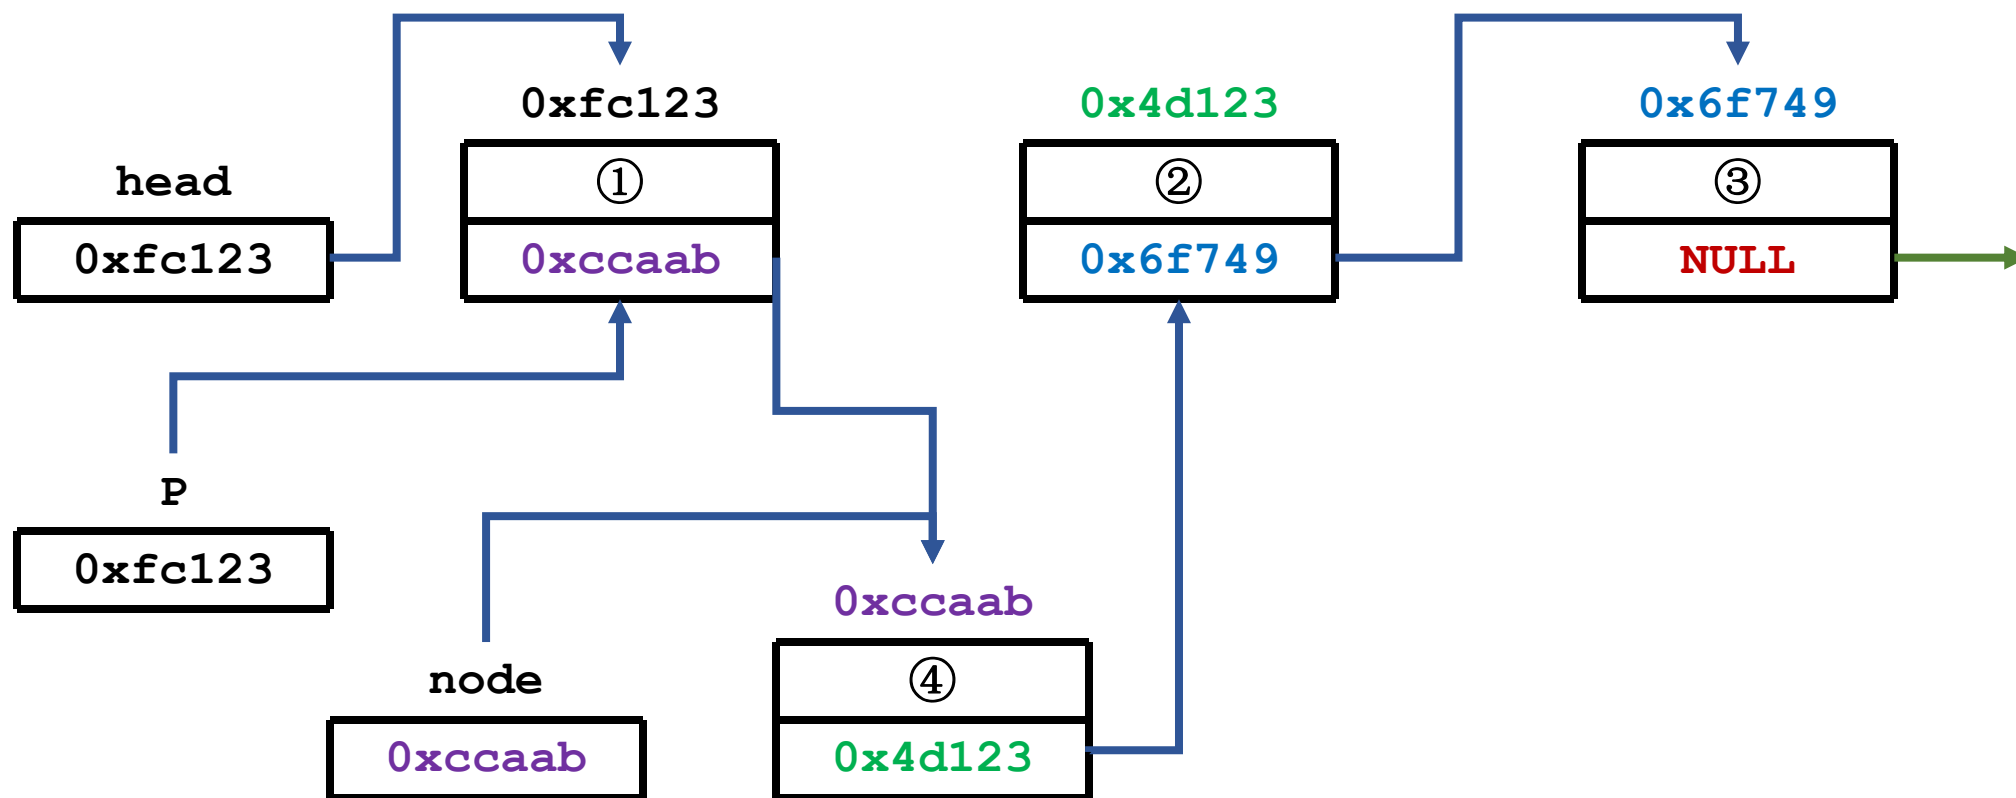 0xfc123
0x4d123
0x6f749
head
①
②
③
0xfc123
0xccaab
0x6f749
NULL
P
0xfc123
0xccaab
node
④
0xccaab
0x4d123